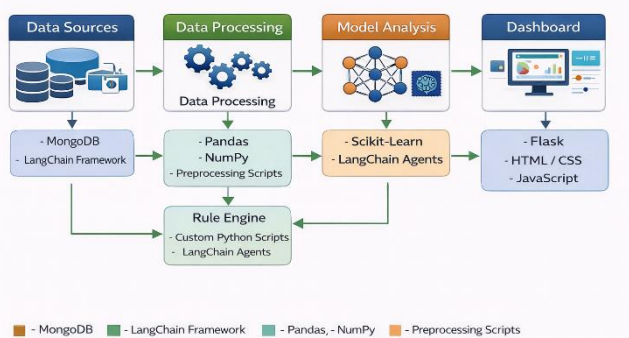 Data Sources
Data Processing
Model Analysis
Dashboard
Data Processing
- MongoDB
- LangChain Framework
- Pandas
- NumPy
- Preprocessing Scripts
- Scikit-Learn
- LangChain Agents
- Flask
- HTML / CSS
- JavaScript
Rule Engine
- Custom Python Scripts
- LangChain Agents
- MongoDB
- LangChain Framework
- Pandas, - NumPy
- Preprocessing Scripts